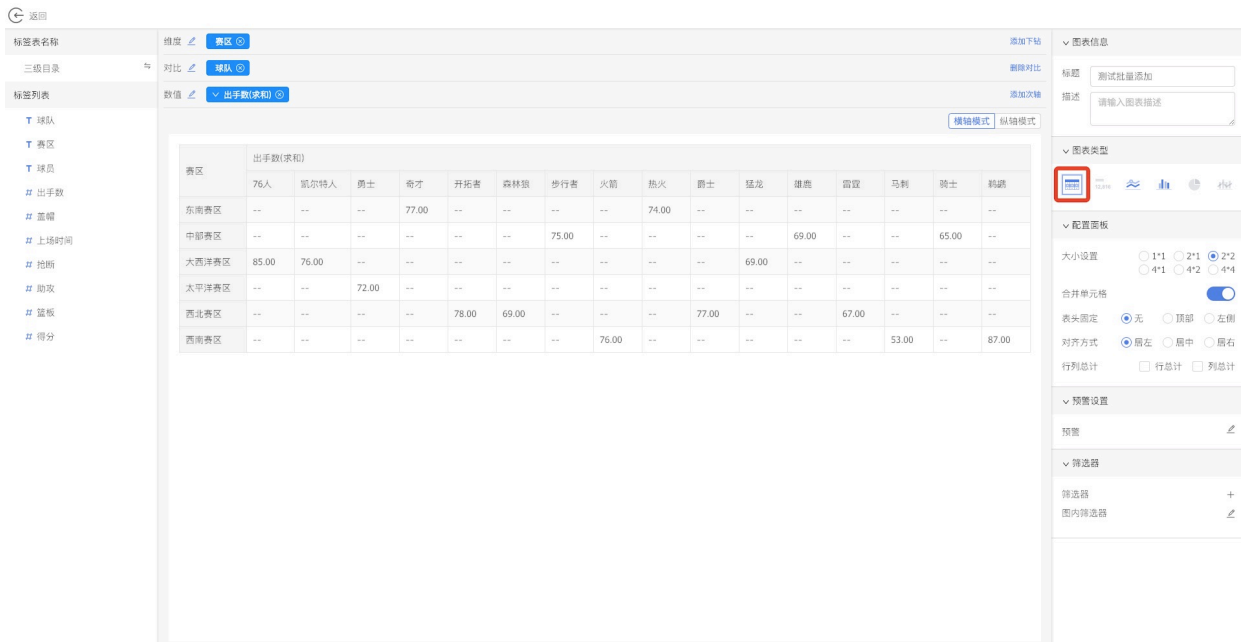 返回
标签表名称
三级目录
标签列表
T 球队
T 赛区
T 球员
# 出手数
# 盖帽
# 上场时间
# 抢断
# 助攻
# 篮板
# 得分
维度 赛区 添加下钻
对比 球队 删除对比
数值 出手数(求和) 添加次轴
横轴模式 纵轴模式
赛区 出手数(求和)
76人 凯尔特人 勇士 奇才 开拓者 森林狼 步行者 火箭 热火 爵士 猛龙 雄鹿 雷霆 马刺 骑士 鹈鹕
东南赛区 -- -- -- 77.00 -- -- -- -- 74.00 -- -- -- -- -- -- --
中部赛区 -- -- -- -- -- -- 75.00 -- -- -- -- 69.00 -- -- 65.00 --
大西洋赛区 85.00 76.00 -- -- -- -- -- -- -- -- 69.00 -- -- -- -- --
太平洋赛区 -- -- 72.00 -- -- -- -- -- -- -- -- -- -- -- -- --
西北赛区 -- -- -- -- 78.00 69.00 -- -- -- 77.00 -- -- 67.00 -- -- --
西南赛区 -- -- -- -- -- -- -- 76.00 -- -- -- -- -- 53.00 -- 87.00
图表信息
标题 测试批量添加
描述 请输入图表描述
图表类型
配置面板
大小设置 1*1 2*1 2*2
4*1 4*2 4*4
合并单元格
表头固定 无 顶部 左侧
对齐方式 居左 居中 居右
行列总计 行总计 列总计
预警设置
预警
筛选器
筛选器 +
图内筛选器